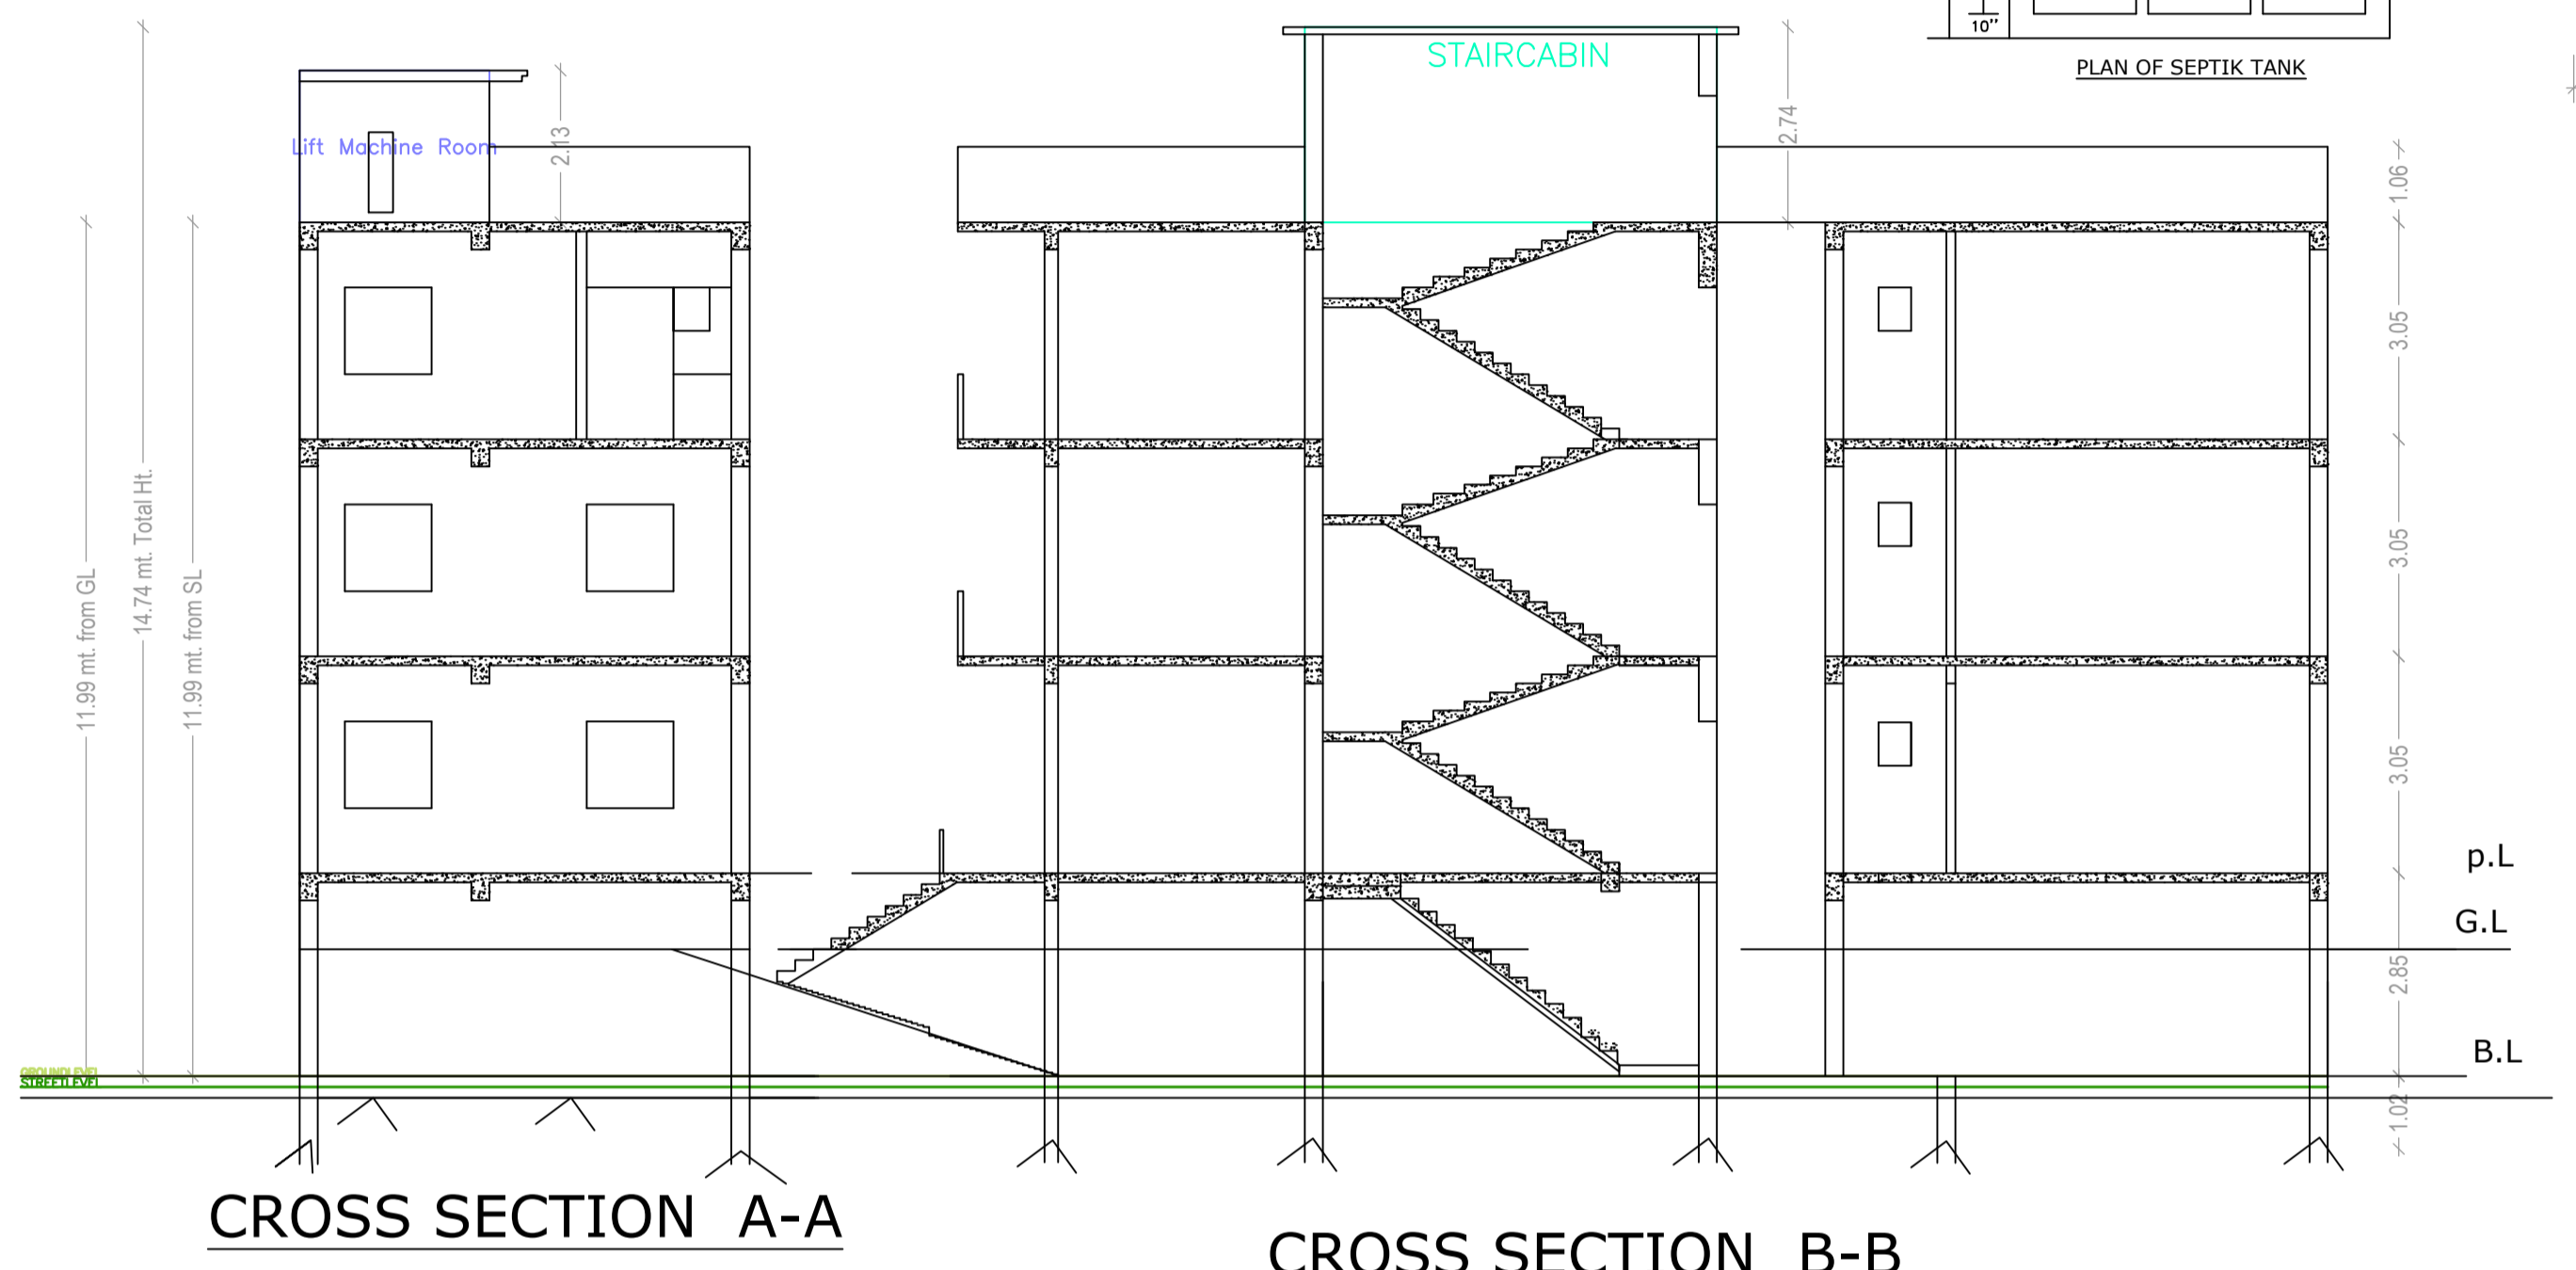 10"
PLAN OF SEPTIK TANK
STAIRCABIN
2.74
Lift Machine Room
2.13
1.06
3.05
3.05
3.05
2.85
1.02
11.99 mt. from GL
14.74 mt. Total Ht.
11.99 mt. from SL
p.L
G.L
B.L
GROUNDLEVEL
STREETLEVEL
CROSS SECTION A-A
CROSS SECTION B-B